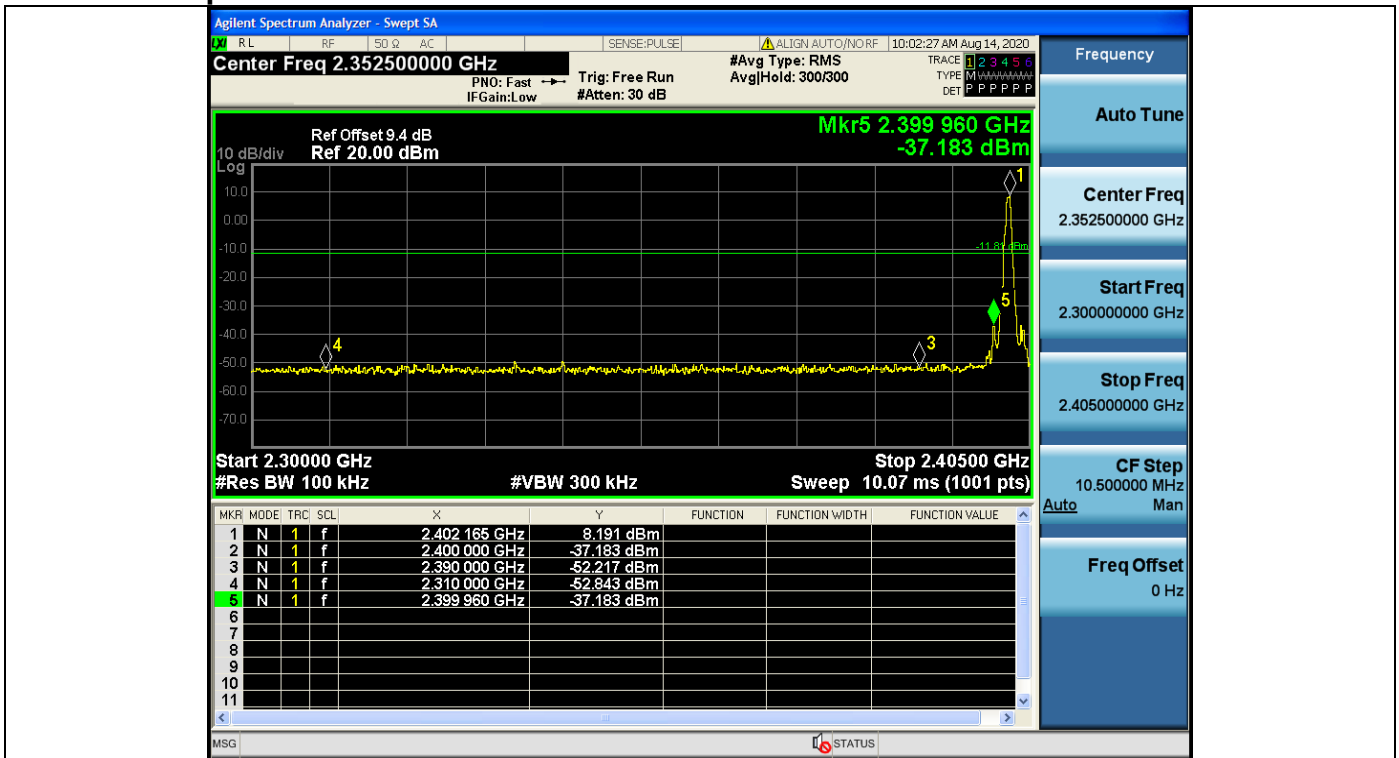 Agilent Spectrum Analyzer - Swept SA
LXI RL RF 50 Ω AC SENSE:PULSE ALIGN AUTO/NO RF 10:02:27 AM Aug 14, 2020
Center Freq 2.352500000 GHz
PNO: Fast
IFGain:Low
Trig: Free Run
#Atten: 30 dB
#Avg Type: RMS
Avg|Hold: 300/300
TRACE 1 2 3 4 5 6
TYPE M W W W W W
DET P P P P P P
Mkr5 2.399 960 GHz
-37.183 dBm
Ref Offset 9.4 dB
10 dB/div Ref 20.00 dBm
Log
10.0
0.00
-10.0
-20.0
-30.0
-40.0
-50.0
-60.0
-70.0
1
-11.81 dBm
5
4
3
Start 2.30000 GHz Stop 2.40500 GHz
#Res BW 100 kHz #VBW 300 kHz Sweep 10.07 ms (1001 pts)
MKR MODE TRC SCL X Y FUNCTION FUNCTION WIDTH FUNCTION VALUE
1 N 1 f 2.402 165 GHz 8.191 dBm
2 N 1 f 2.400 000 GHz -37.183 dBm
3 N 1 f 2.390 000 GHz -52.217 dBm
4 N 1 f 2.310 000 GHz -52.843 dBm
5 N 1 f 2.399 960 GHz -37.183 dBm
6
7
8
9
10
11
MSG STATUS
Frequency
Auto Tune
Center Freq
2.352500000 GHz
Start Freq
2.300000000 GHz
Stop Freq
2.405000000 GHz
CF Step
10.500000 MHz
Auto Man
Freq Offset
0 Hz